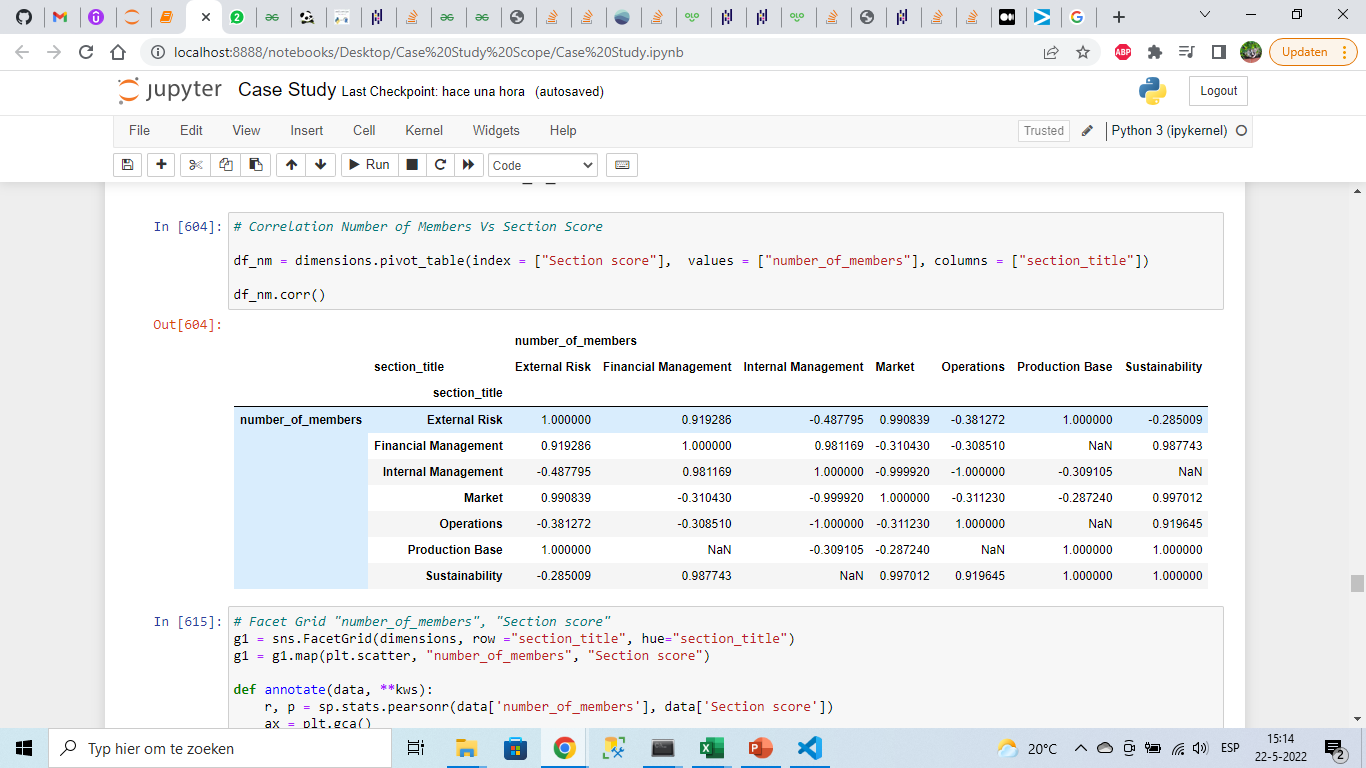 2
localhost:8888/notebooks/Desktop/Case%20Study%20Scope/Case%20Study.ipynb
ABP
Updaten
jupyter Case Study Last Checkpoint: hace una hora (autosaved)
Logout
File Edit View Insert Cell Kernel Widgets Help
Trusted
Python 3 (ipykernel)
Run
Code
In [604]:
# Correlation Number of Members Vs Section Score
df_nm = dimensions.pivot_table(index = ["Section score"],  values = ["number_of_members"], columns = ["section_title"])
df_nm.corr()
Out[604]:
number_of_members
section_title External Risk Financial Management Internal Management Market Operations Production Base Sustainability
section_title
number_of_members External Risk 1.000000 0.919286 -0.487795 0.990839 -0.381272 1.000000 -0.285009
Financial Management 0.919286 1.000000 0.981169 -0.310430 -0.308510 NaN 0.987743
Internal Management -0.487795 0.981169 1.000000 -0.999920 -1.000000 -0.309105 NaN
Market 0.990839 -0.310430 -0.999920 1.000000 -0.311230 -0.287240 0.997012
Operations -0.381272 -0.308510 -1.000000 -0.311230 1.000000 NaN 0.919645
Production Base 1.000000 NaN -0.309105 -0.287240 NaN 1.000000 1.000000
Sustainability -0.285009 0.987743 NaN 0.997012 0.919645 1.000000 1.000000
In [615]:
# Facet Grid "number_of_members", "Section score"
g1 = sns.FacetGrid(dimensions, row ="section_title", hue="section_title")
g1 = g1.map(plt.scatter, "number_of_members", "Section score")
def annotate(data, **kws):
    r, p = sp.stats.pearsonr(data['number_of_members'], data['Section score'])
    ax = plt.gca()
Typ hier om te zoeken
20°C
ESP
15:14
22-5-2022
2